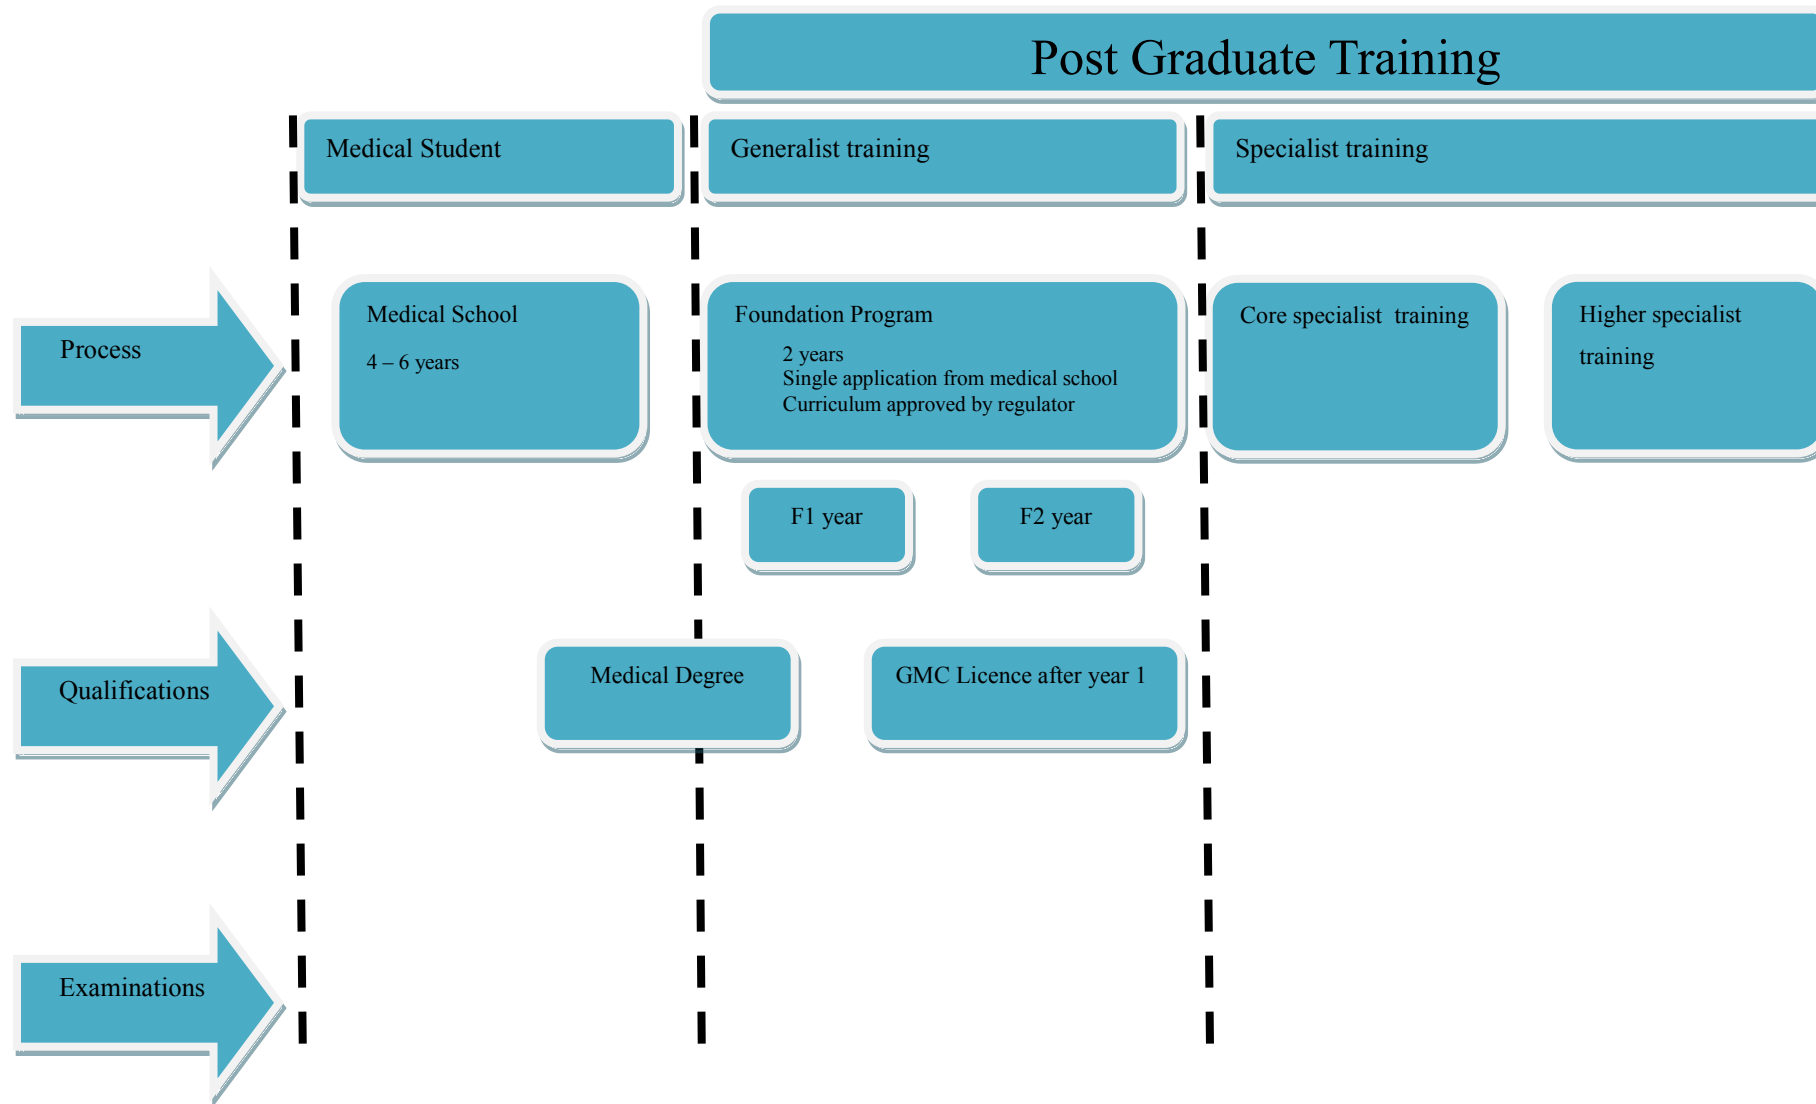 Post Graduate Training
Medical Student
Generalist training
Specialist training
Process
Medical School
4 – 6 years
Foundation Program
2 years
Single application from medical school
Curriculum approved by regulator
Core specialist  training
Higher specialist
training
F1 year
F2 year
Qualifications
Medical Degree
GMC Licence after year 1
Examinations